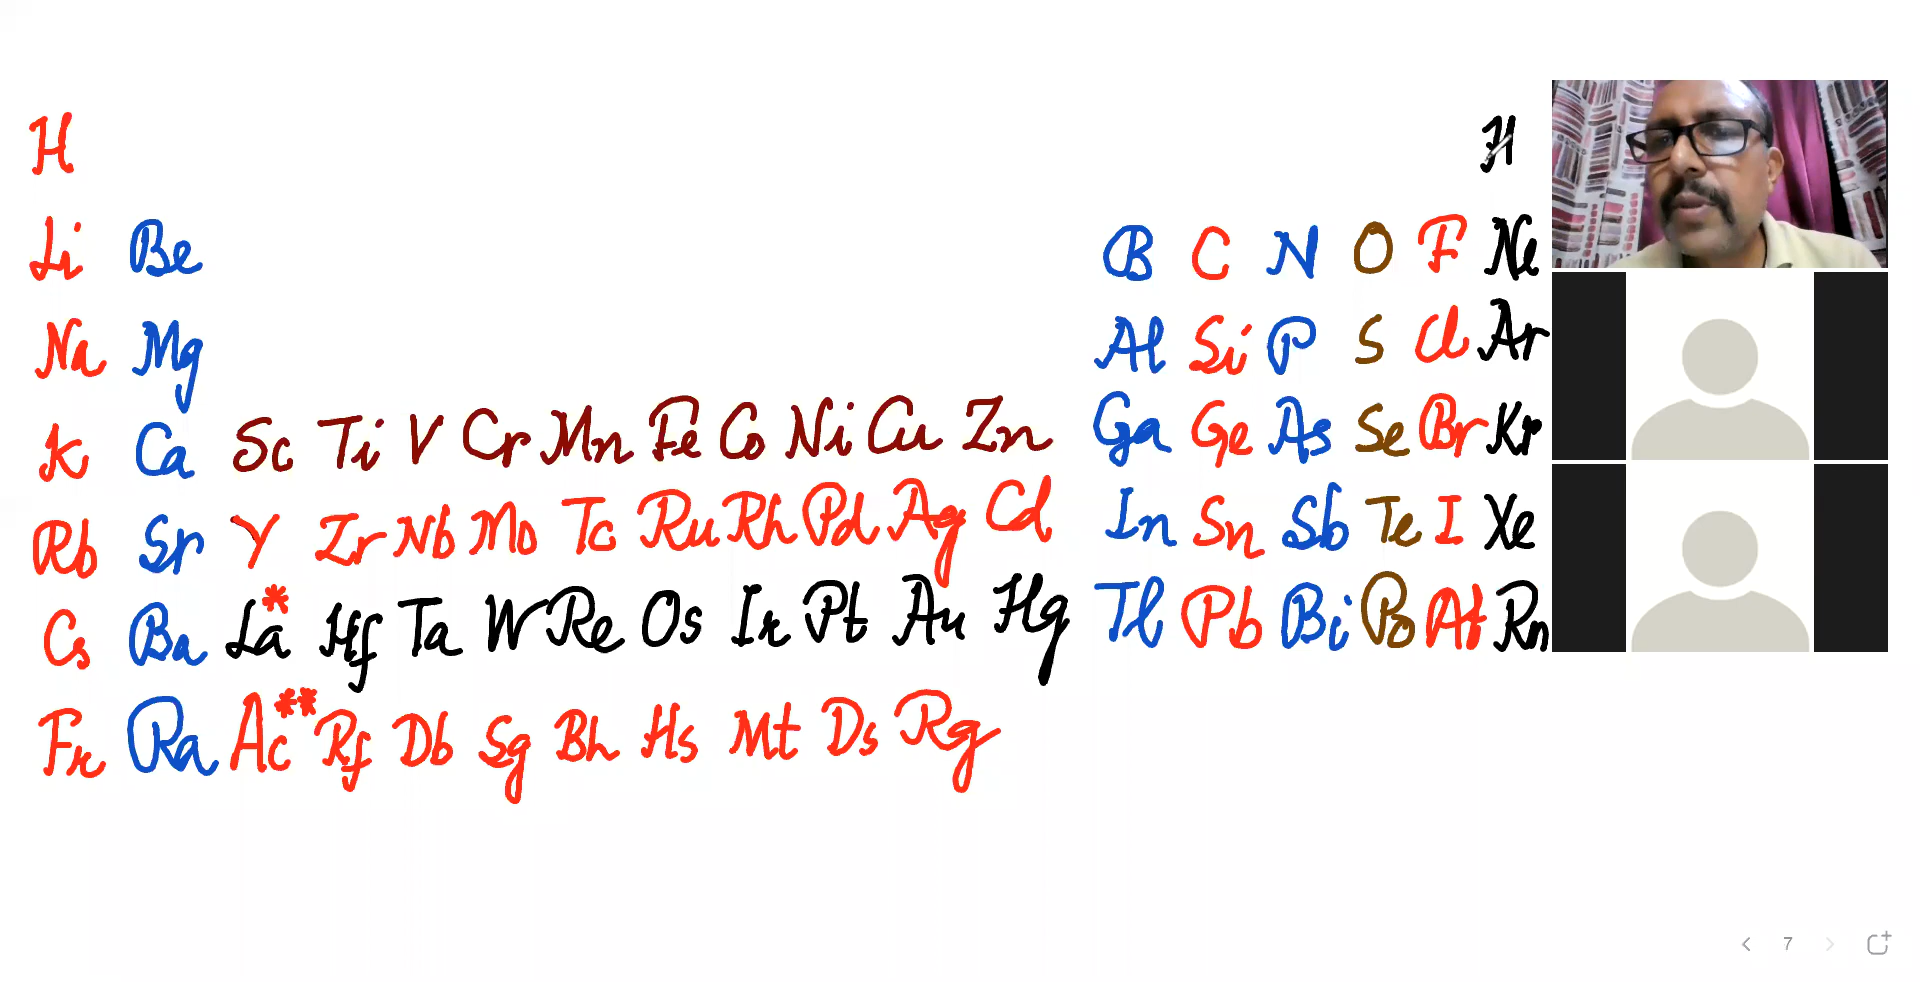 H H
Li Be B C N O F Ne
Na Mg Al Si P S Cl Ar
K Ca Sc Ti V Cr Mn Fe Co Ni Cu Zn Ga Ge As Se Br Kr
Rb Sr Y Zr Nb Mo Tc Ru Rh Pd Ag Cd In Sn Sb Te I Xe
Cs Ba La* Hf Ta W Re Os Ir Pt Au Hg Tl Pb Bi Po At Rn
Fr Ra Ac** Rf Db Sg Bh Hs Mt Ds Rg
7